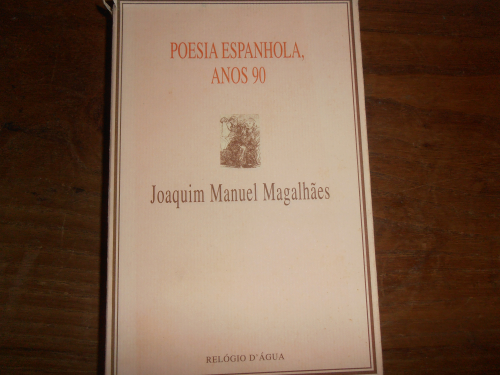 POESIA ESPANHOLA,
ANOS 90
Joaquim Manuel Magalhães
RELÓGIO D'ÁGUA